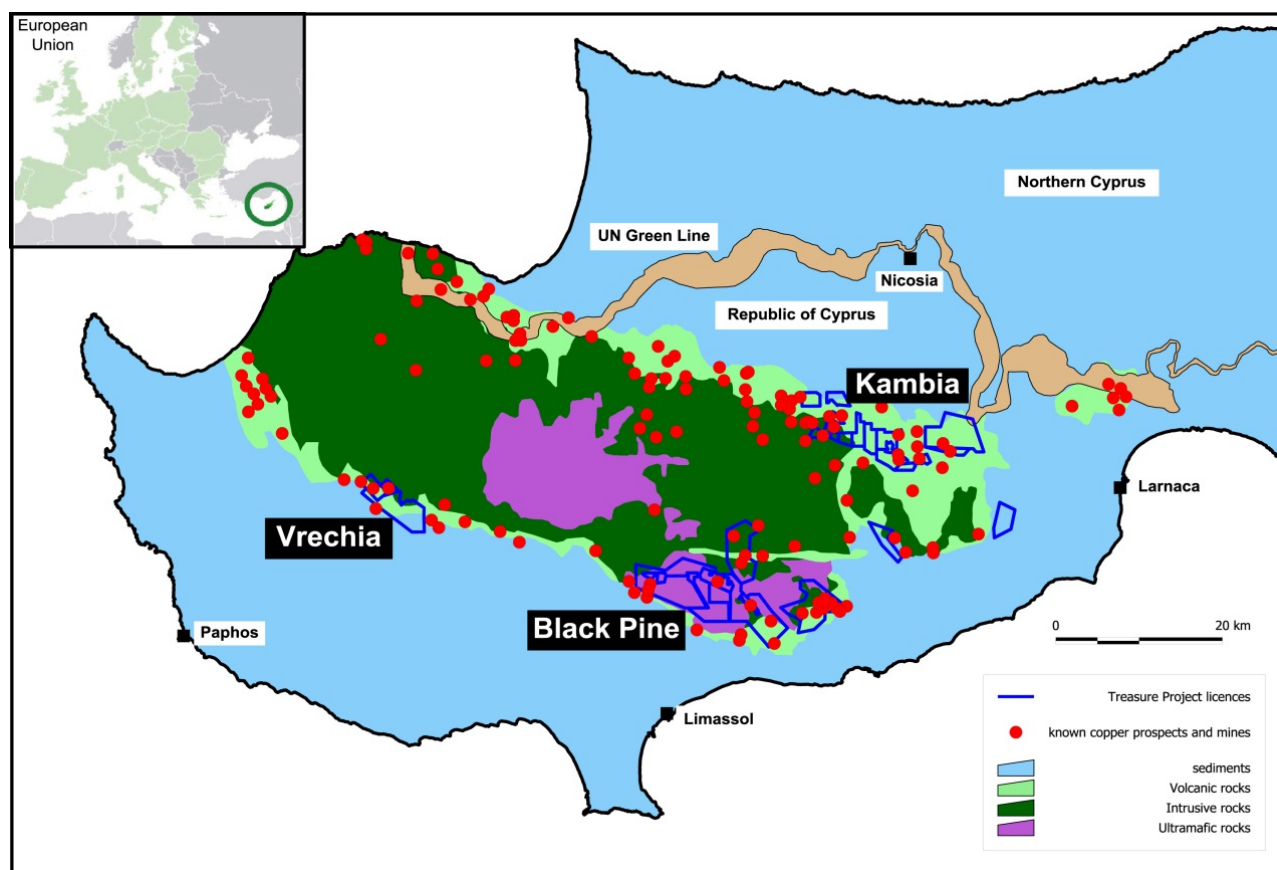 European
Union
Northern Cyprus
UN Green Line
Nicosia
Republic of Cyprus
Kambia
Larnaca
Vrechia
Black Pine
Paphos
0 20 km
Limassol
Treasure Project licences
known copper prospects and mines
sediments
Volcanic rocks
Intrusive rocks
Ultramafic rocks